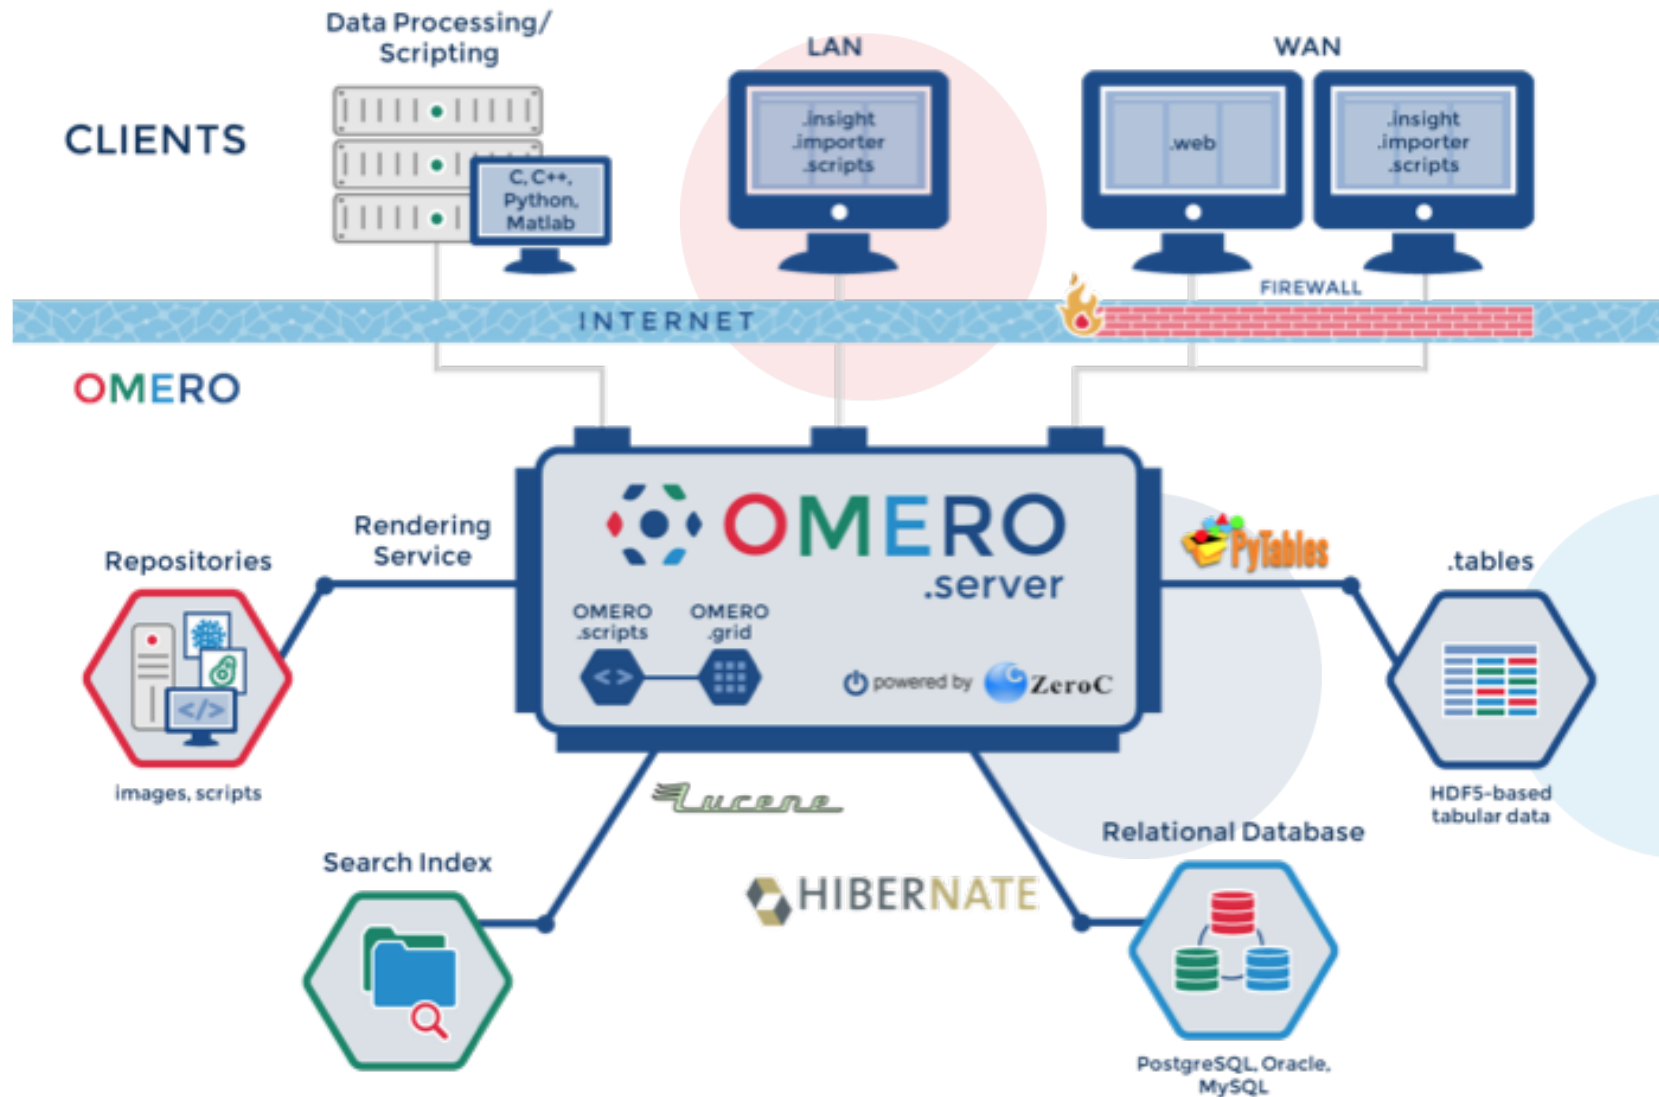 Data Processing/
Scripting
LAN
WAN
CLIENTS
C, C++,
Python,
Matlab
.insight
.importer
.scripts
.web
.insight
.importer
.scripts
FIREWALL
INTERNET
OMERO
OMERO
.server
OMERO
.scripts
OMERO
.grid
powered by
ZeroC
Rendering
Service
Repositories
</>
images, scripts
PyTables
.tables
HDF5-based
tabular data
Lucene
Search Index
HIBERNATE
Relational Database
PostgreSQL, Oracle,
MySQL